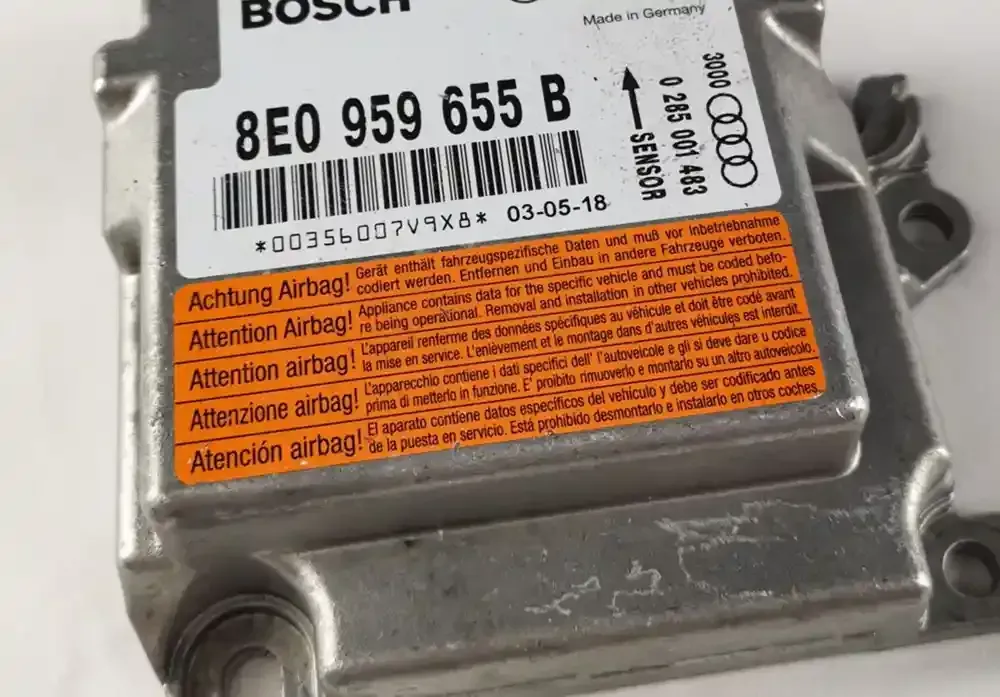 BOSCH
Made in Germany
8E0 959 655 B
*00356007V9X8* 03-05-18
SENSOR
0 285 001 483
3000
Achtung Airbag! Gerät enthält fahrzeugspezifische Daten und muß vor Inbetriebnahme
codiert werden. Entfernen und Einbau in andere Fahrzeuge verboten.
Attention Airbag! Appliance contains data for the specific vehicle and must be coded befo-
re being operational. Removal and installation in other vehicles prohibited.
Attention airbag! L'appareil renferme des données spécifiques au véhicule et doit être codé avant
la mise en service. L'enièvement et le montage dans d'autres véhicules est interdit.
Attenzione airbag! L'apparecchio contiene i dati specifici dell' l'autoveicole e gli si deve dare u codice
prima di metterlo in funzione. E' proibito rimuoverlo e montarlo su un altro autoveicolo.
Atención airbag! El aparato contiene datos específicos del vehículo y debe ser codificado antes
de la puesta en servicio. Está prohibido desmontarlo e instalarlo en otros coches.